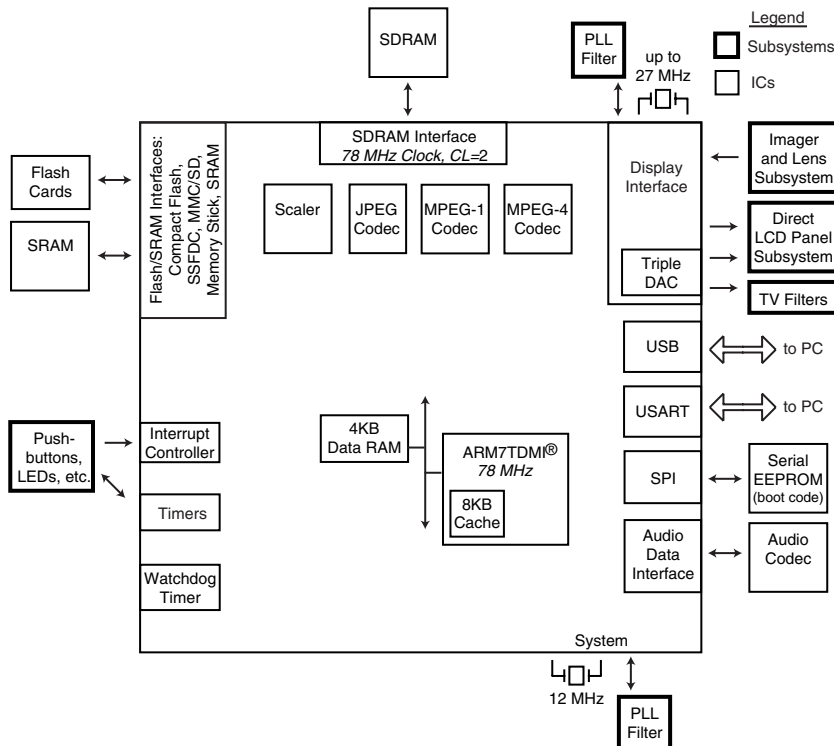 Legend
Subsystems
ICs
SDRAM
PLL
Filter
up to
27 MHz
SDRAM Interface
78 MHz Clock, CL=2
Flash/SRAM Interfaces:
Compact Flash,
SSFDC, MMC/SD,
Memory Stick, SRAM
Flash
Cards
SRAM
Scaler
JPEG
Codec
MPEG-1
Codec
MPEG-4
Codec
Display
Interface
Triple
DAC
Imager
and Lens
Subsystem
Direct
LCD Panel
Subsystem
TV Filters
USB
to PC
USART
to PC
Push-
buttons,
LEDs, etc.
Interrupt
Controller
Timers
Watchdog
Timer
4KB
Data RAM
ARM7TDMI®
78 MHz
8KB
Cache
SPI
Serial
EEPROM
(boot code)
Audio
Data
Interface
Audio
Codec
System
12 MHz
PLL
Filter